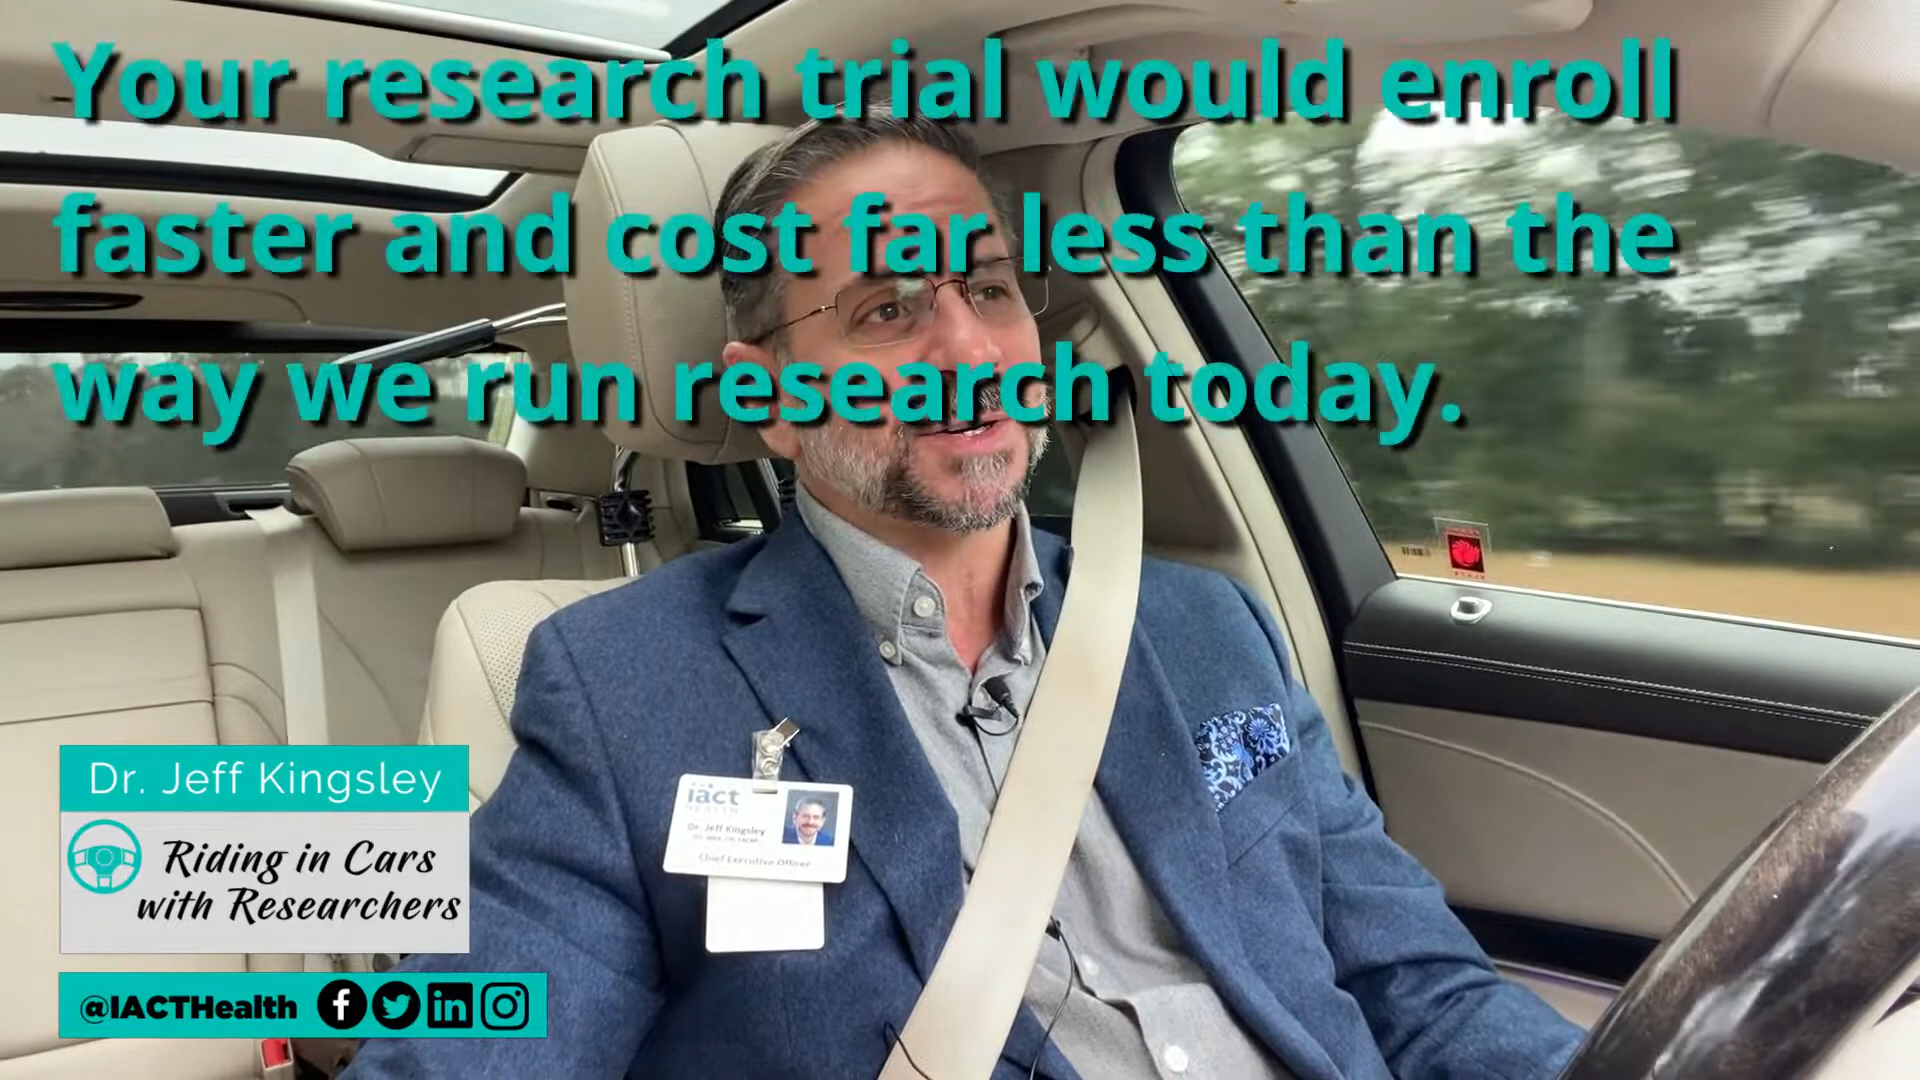 Your research trial would enroll
faster and cost far less than the
way we run research today.
Dr. Jeff Kingsley
Riding in Cars
with Researchers
@IACTHealth
iact
HEALTH
Dr. Jeff Kingsley
Chief Executive Officer